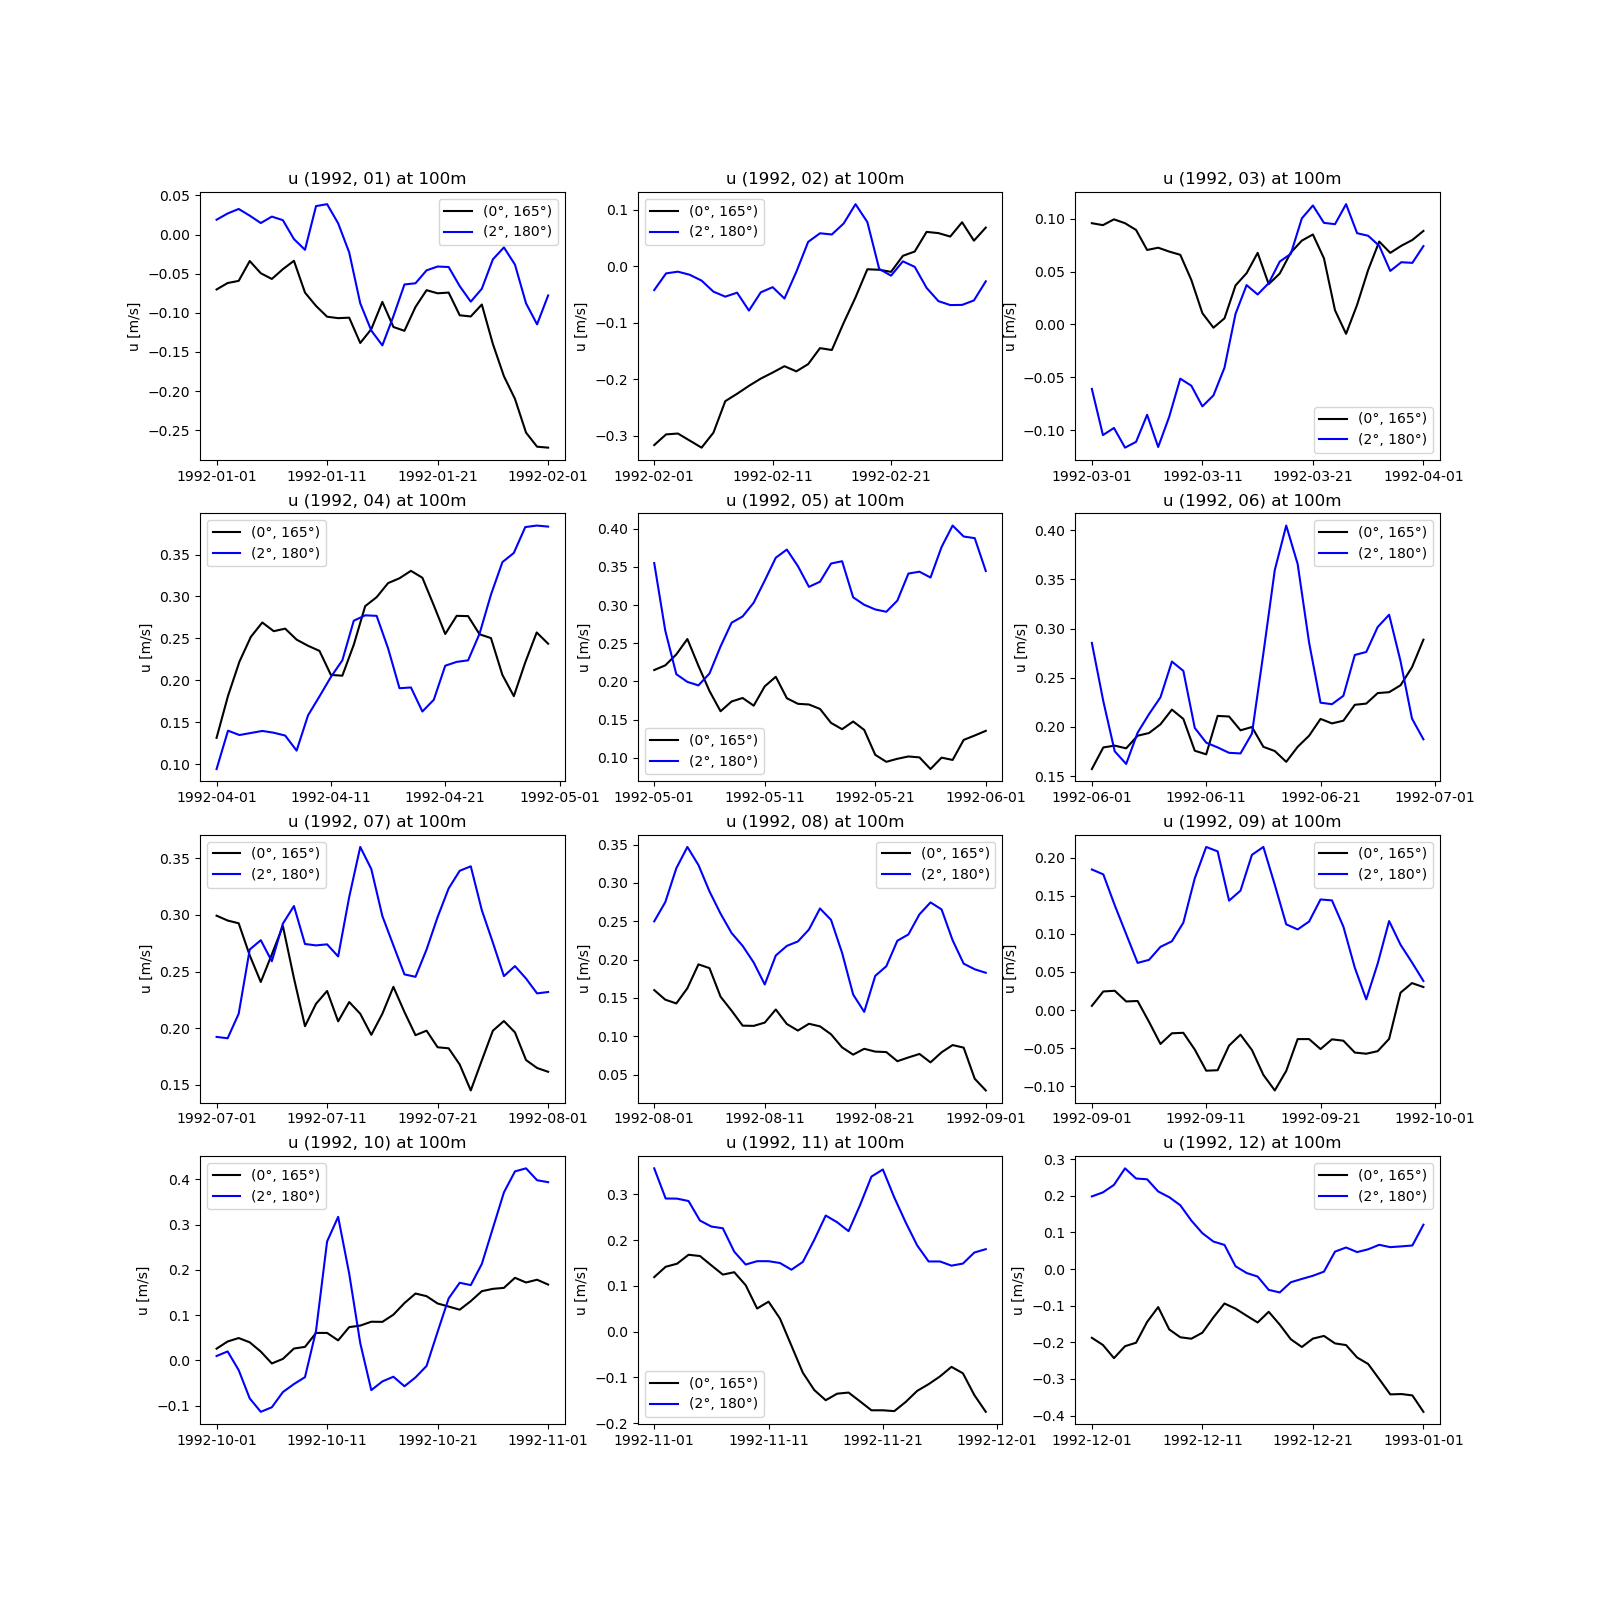 u (1992, 01) at 100m
u [m/s]
0.05
0.00
−0.05
−0.10
−0.15
−0.20
−0.25
(0°, 165°)
(2°, 180°)
1992-01-01 1992-01-11 1992-01-21 1992-02-01
u (1992, 02) at 100m
u [m/s]
0.1
0.0
−0.1
−0.2
−0.3
(0°, 165°)
(2°, 180°)
1992-02-01 1992-02-11 1992-02-21
u (1992, 03) at 100m
u [m/s]
0.10
0.05
0.00
−0.05
−0.10
(0°, 165°)
(2°, 180°)
1992-03-01 1992-03-11 1992-03-21 1992-04-01
u (1992, 04) at 100m
u [m/s]
0.35
0.30
0.25
0.20
0.15
0.10
(0°, 165°)
(2°, 180°)
1992-04-01 1992-04-11 1992-04-21 1992-05-01
u (1992, 05) at 100m
u [m/s]
0.40
0.35
0.30
0.25
0.20
0.15
0.10
(0°, 165°)
(2°, 180°)
1992-05-01 1992-05-11 1992-05-21 1992-06-01
u (1992, 06) at 100m
u [m/s]
0.40
0.35
0.30
0.25
0.20
0.15
(0°, 165°)
(2°, 180°)
1992-06-01 1992-06-11 1992-06-21 1992-07-01
u (1992, 07) at 100m
u [m/s]
0.35
0.30
0.25
0.20
0.15
(0°, 165°)
(2°, 180°)
1992-07-01 1992-07-11 1992-07-21 1992-08-01
u (1992, 08) at 100m
u [m/s]
0.35
0.30
0.25
0.20
0.15
0.10
0.05
(0°, 165°)
(2°, 180°)
1992-08-01 1992-08-11 1992-08-21 1992-09-01
u (1992, 09) at 100m
u [m/s]
0.20
0.15
0.10
0.05
0.00
−0.05
−0.10
(0°, 165°)
(2°, 180°)
1992-09-01 1992-09-11 1992-09-21 1992-10-01
u (1992, 10) at 100m
u [m/s]
0.4
0.3
0.2
0.1
0.0
−0.1
(0°, 165°)
(2°, 180°)
1992-10-01 1992-10-11 1992-10-21 1992-11-01
u (1992, 11) at 100m
u [m/s]
0.3
0.2
0.1
0.0
−0.1
−0.2
(0°, 165°)
(2°, 180°)
1992-11-01 1992-11-11 1992-11-21 1992-12-01
u (1992, 12) at 100m
u [m/s]
0.3
0.2
0.1
0.0
−0.1
−0.2
−0.3
−0.4
(0°, 165°)
(2°, 180°)
1992-12-01 1992-12-11 1992-12-21 1993-01-01